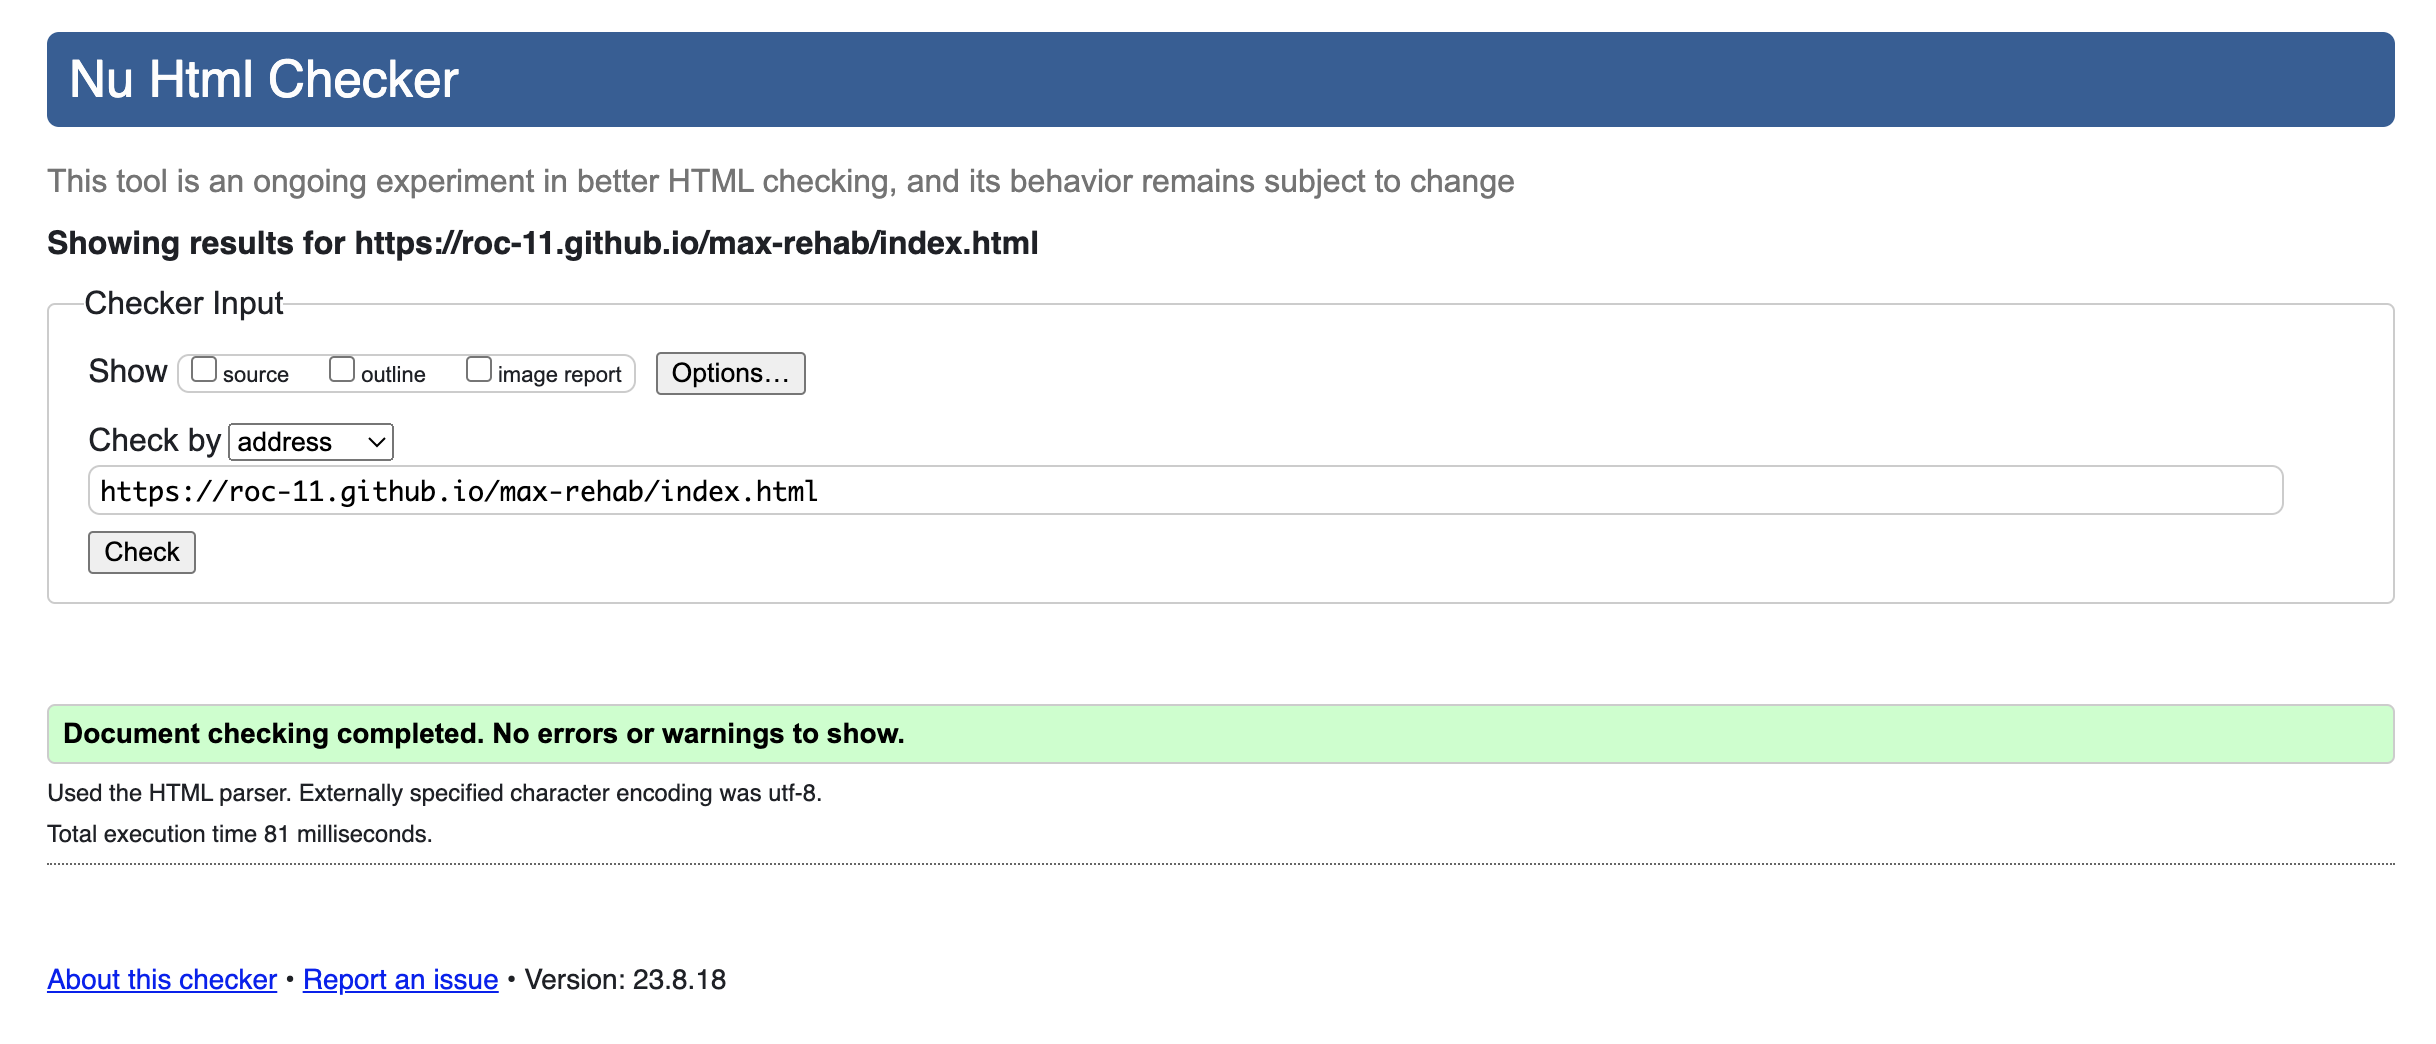 Nu Html Checker
This tool is an ongoing experiment in better HTML checking, and its behavior remains subject to change
Showing results for https://roc-11.github.io/max-rehab/index.html
Checker Input
Show source outline image report Options...
Check by address
https://roc-11.github.io/max-rehab/index.html
Check
Document checking completed. No errors or warnings to show.
Used the HTML parser. Externally specified character encoding was utf-8.
Total execution time 81 milliseconds.
About this checker • Report an issue • Version: 23.8.18